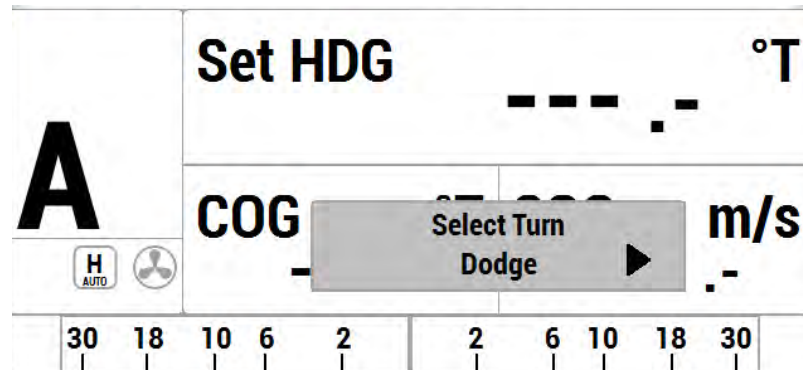 Set HDG °T
---.-
A
COG m/s
Select Turn
Dodge
H
AUTO
.-
30 18 10 6 2 2 6 10 18 30